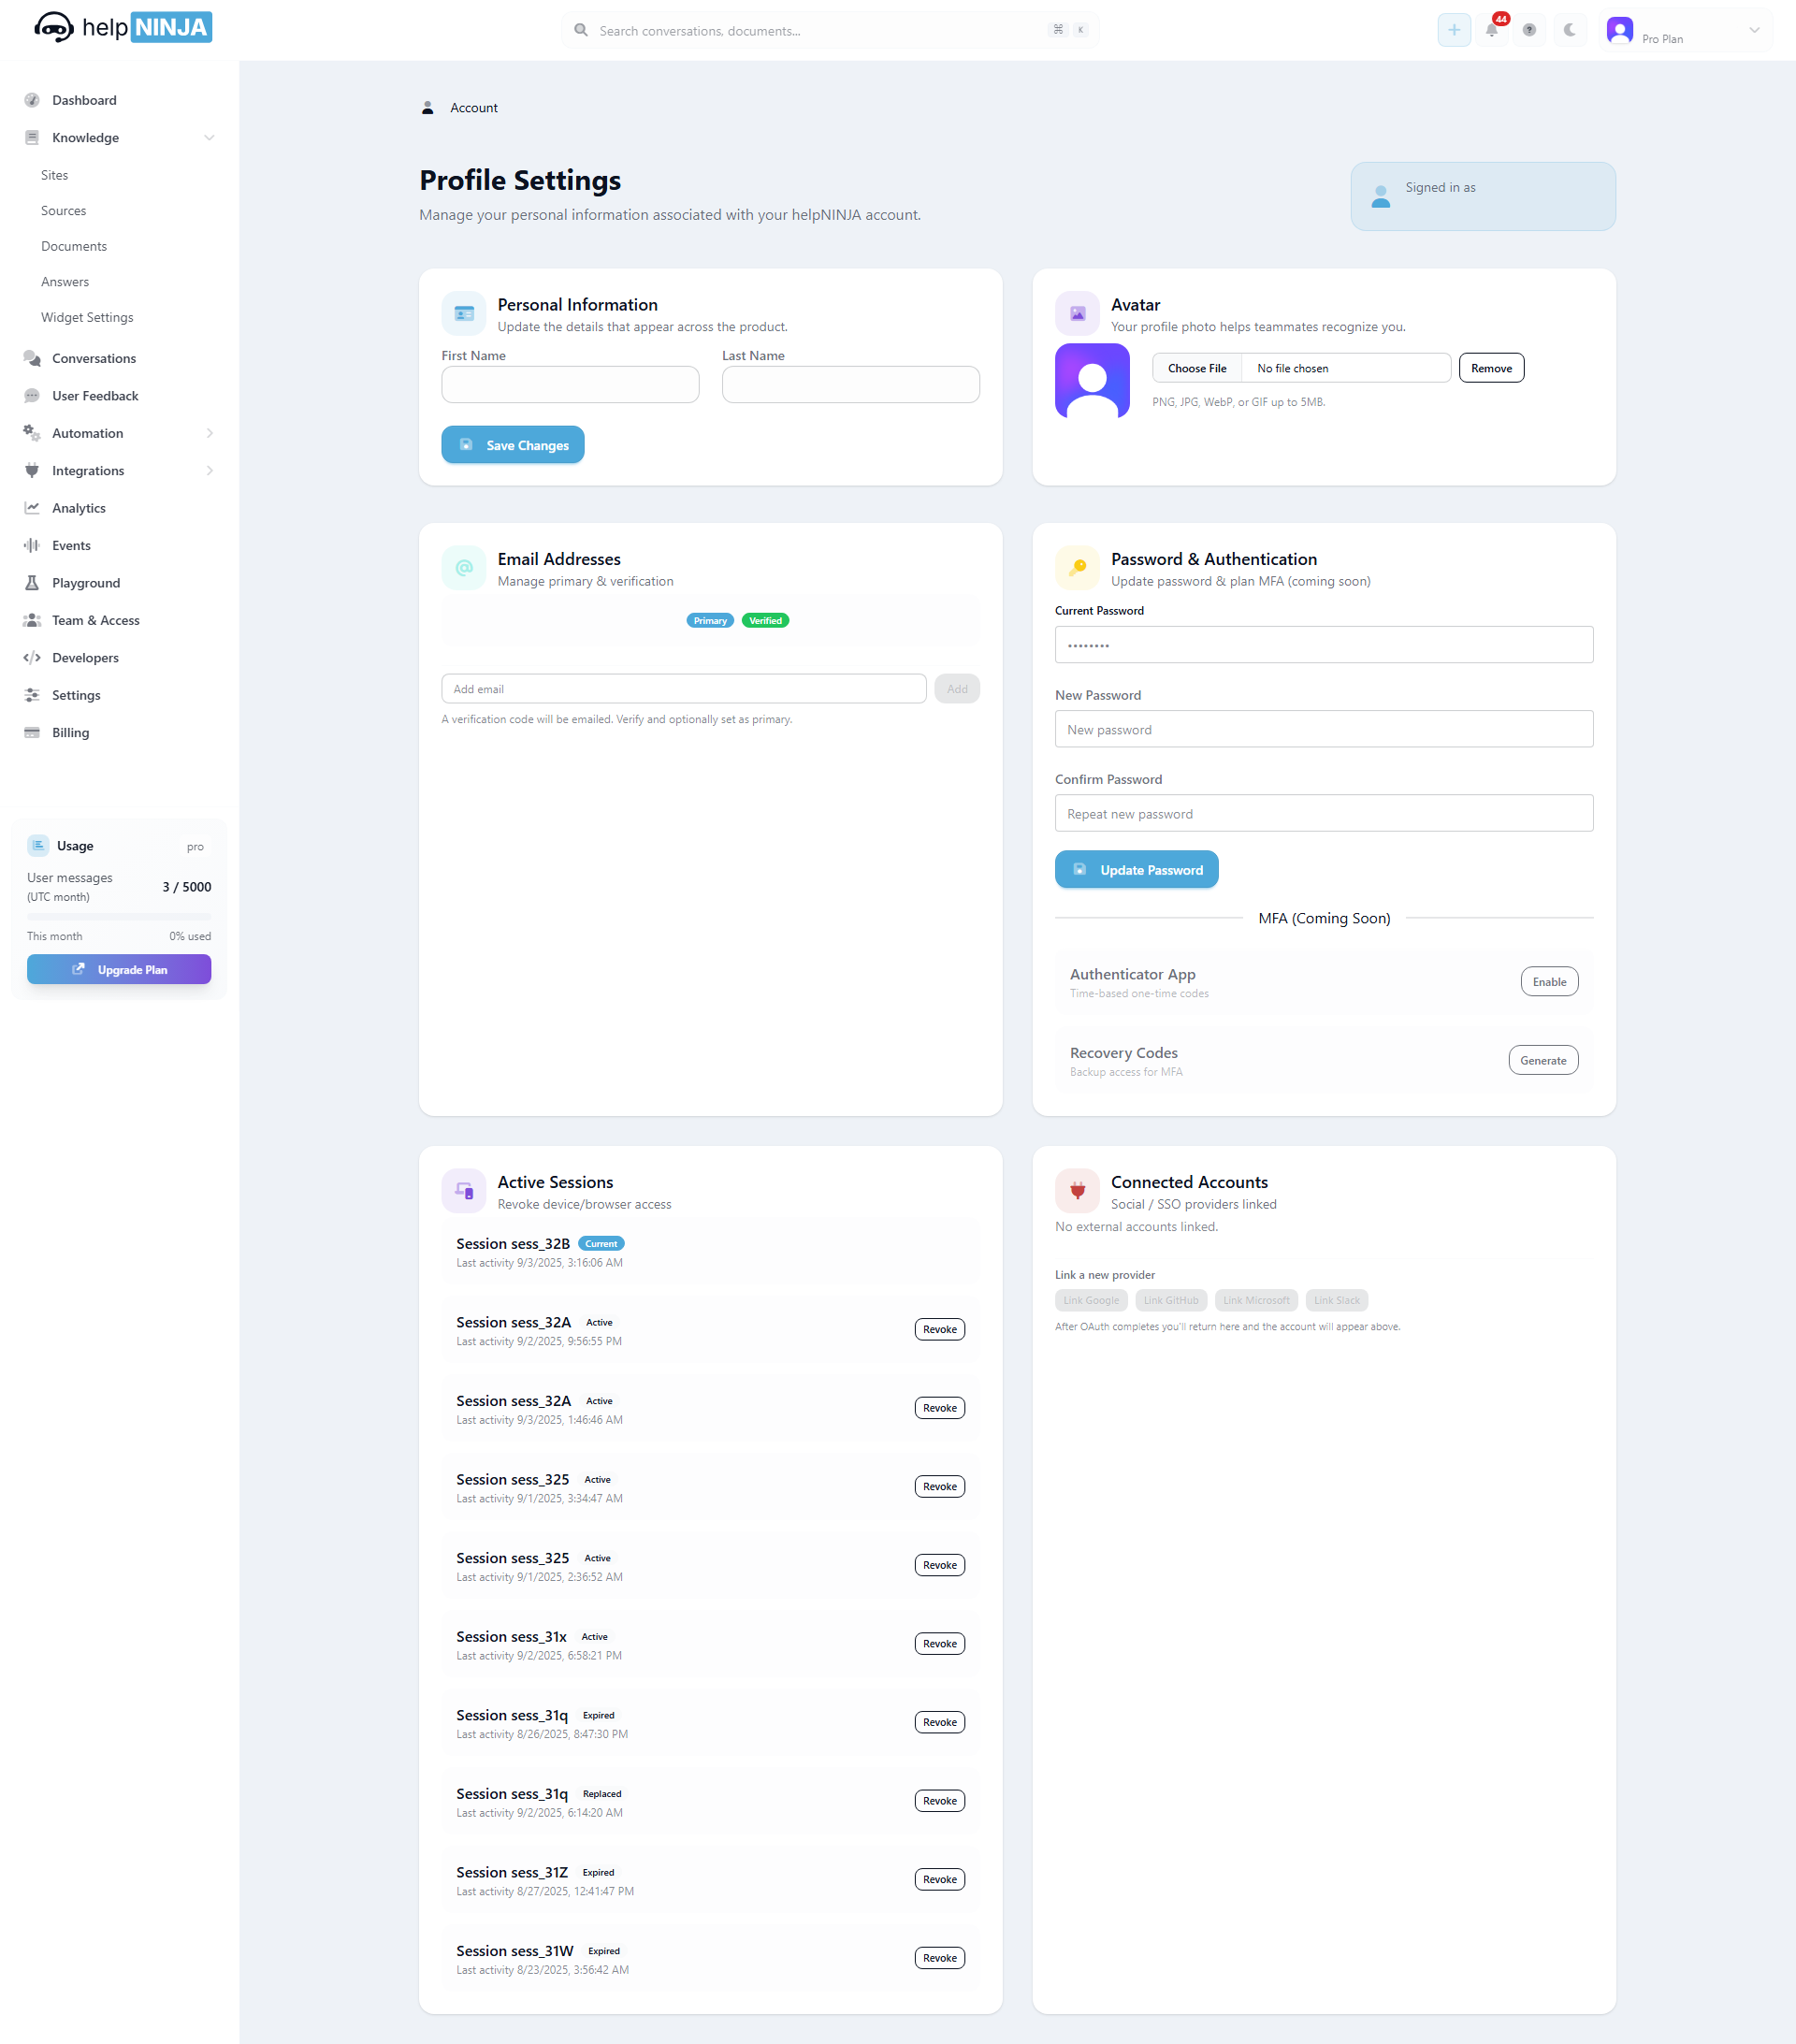 help NINJA
Search conversations, documents...
⌘ K
44
Pro Plan
Dashboard
Knowledge
Sites
Sources
Documents
Answers
Widget Settings
Conversations
User Feedback
Automation
Integrations
Analytics
Events
Playground
Team & Access
Developers
Settings
Billing
Usage
pro
User messages
(UTC month)
3 / 5000
This month
0% used
Upgrade Plan
Account
Profile Settings
Manage your personal information associated with your helpNINJA account.
Signed in as
Personal Information
Update the details that appear across the product.
First Name
Last Name
Save Changes
Avatar
Your profile photo helps teammates recognize you.
Choose File
No file chosen
Remove
PNG, JPG, WebP, or GIF up to 5MB.
Email Addresses
Manage primary & verification
Primary
Verified
Add email
Add
A verification code will be emailed. Verify and optionally set as primary.
Password & Authentication
Update password & plan MFA (coming soon)
Current Password
••••••••
New Password
New password
Confirm Password
Repeat new password
Update Password
MFA (Coming Soon)
Authenticator App
Time-based one-time codes
Enable
Recovery Codes
Backup access for MFA
Generate
Active Sessions
Revoke device/browser access
Session sess_32B Current
Last activity 9/3/2025, 3:16:06 AM
Session sess_32A Active
Last activity 9/2/2025, 9:56:55 PM
Revoke
Session sess_32A Active
Last activity 9/3/2025, 1:46:46 AM
Revoke
Session sess_325 Active
Last activity 9/1/2025, 3:34:47 AM
Revoke
Session sess_325 Active
Last activity 9/1/2025, 2:36:52 AM
Revoke
Session sess_31x Active
Last activity 9/2/2025, 6:58:21 PM
Revoke
Session sess_31q Expired
Last activity 8/26/2025, 8:47:30 PM
Revoke
Session sess_31q Replaced
Last activity 9/2/2025, 6:14:20 AM
Revoke
Session sess_31Z Expired
Last activity 8/27/2025, 12:41:47 PM
Revoke
Session sess_31W Expired
Last activity 8/23/2025, 3:56:42 AM
Revoke
Connected Accounts
Social / SSO providers linked
No external accounts linked.
Link a new provider
Link Google
Link GitHub
Link Microsoft
Link Slack
After OAuth completes you'll return here and the account will appear above.